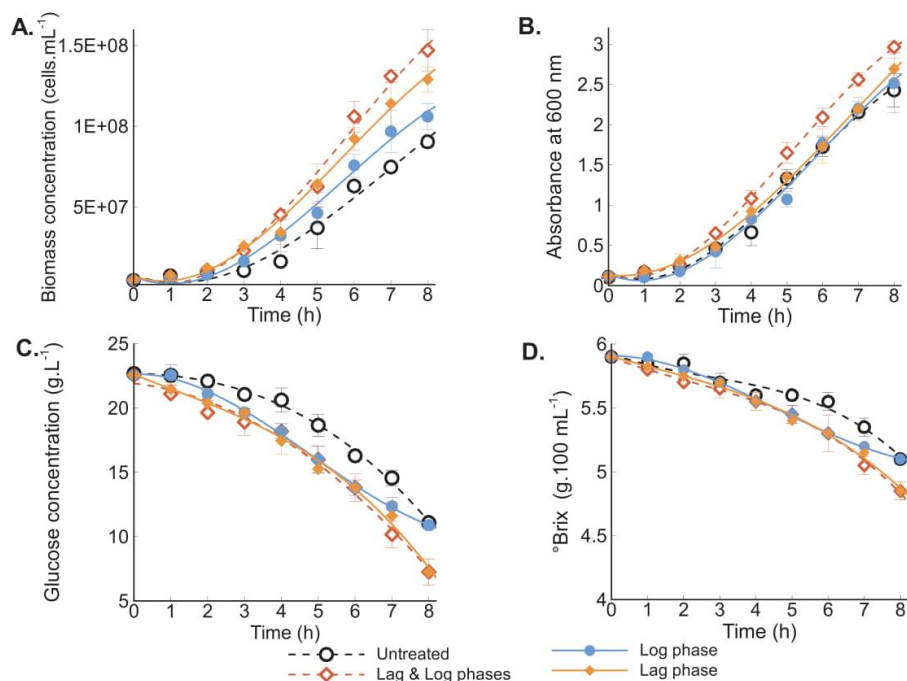 A.
Biomass concentration (cells.mL⁻¹)
1.5E+08
1E+08
5E+07
0 1 2 3 4 5 6 7 8
Time (h)
B.
Absorbance at 600 nm
3
2.5
2
1.5
1
0.5
0
0 1 2 3 4 5 6 7 8
Time (h)
C.
Glucose concentration (g.L⁻¹)
25
22
15
10
5
0 1 2 3 4 5 6 7 8
Time (h)
D.
°Brix (g.100 mL⁻¹)
6
5.5
5
4.5
4
0 1 2 3 4 5 6 7 8
Time (h)
Untreated
Lag & Log phases
Log phase
Lag phase